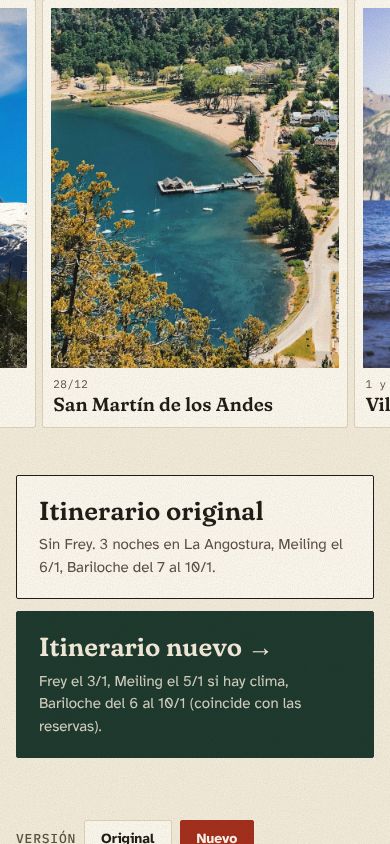 28/12
San Martín de los Andes
1 y
Vil
Itinerario original
Sin Frey. 3 noches en La Angostura, Meiling el
6/1, Bariloche del 7 al 10/1.
Itinerario nuevo →
Frey el 3/1, Meiling el 5/1 si hay clima,
Bariloche del 6 al 10/1 (coincide con las
reservas).
VERSIÓN Original Nuevo